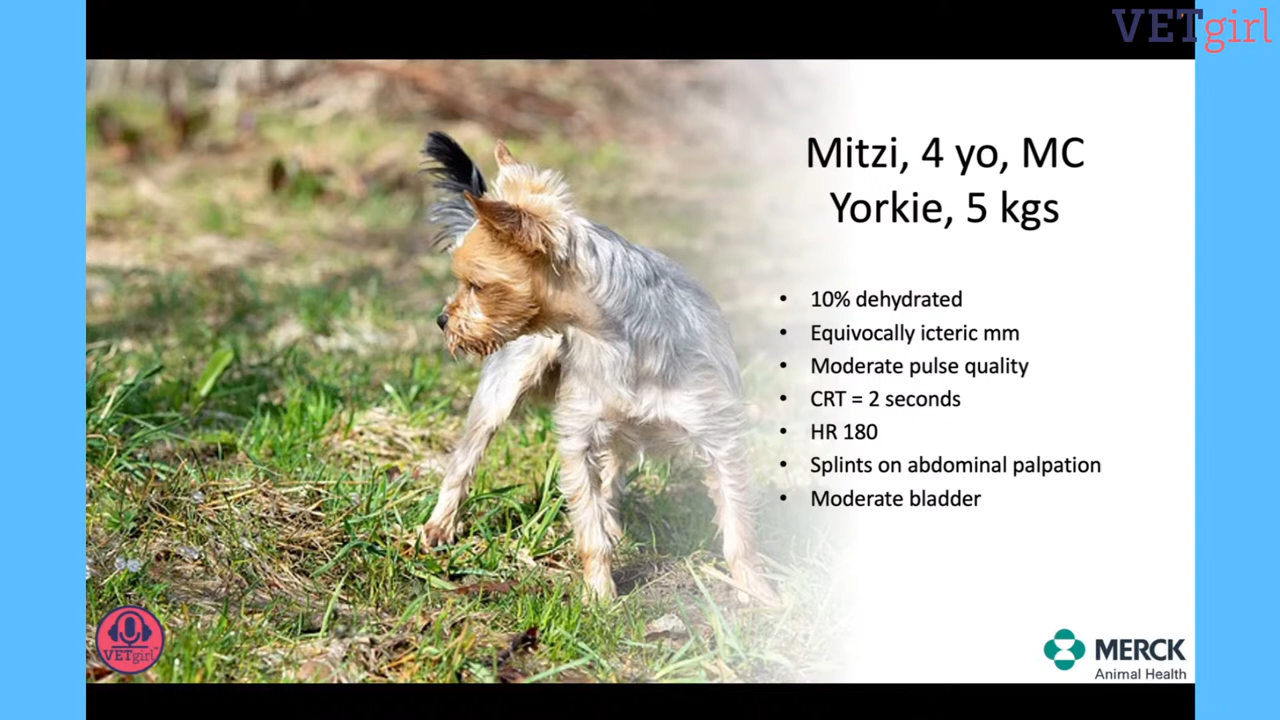 VETgirl
Mitzi, 4 yo, MC
Yorkie, 5 kgs
• 10% dehydrated
• Equivocally icteric mm
• Moderate pulse quality
• CRT = 2 seconds
• HR 180
• Splints on abdominal palpation
• Moderate bladder
VETgirl
MERCK
Animal Health